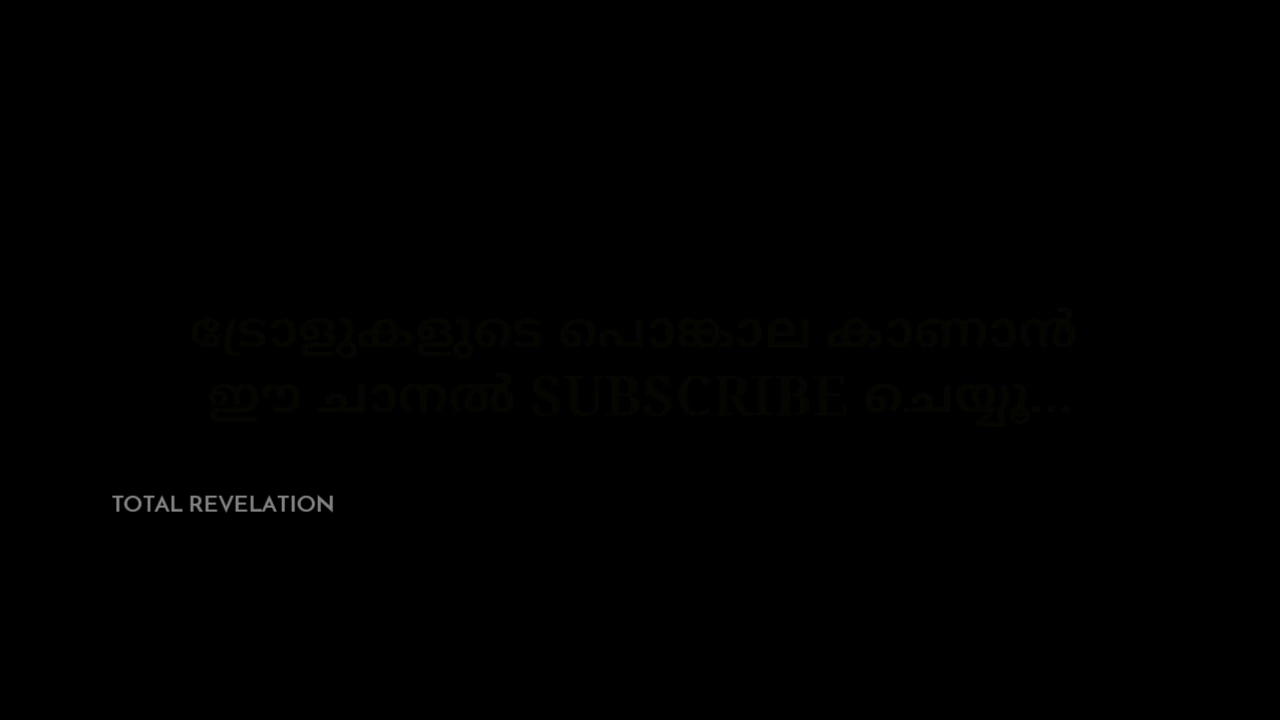 ട്രോളുകളുടെ പൊങ്കാല കാണാൻ
ഈ ചാനൽ SUBSCRIBE ചെയ്യൂ...
TOTAL REVELATION